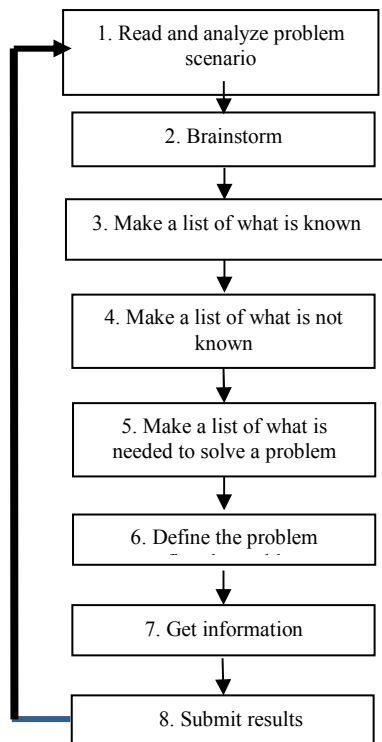 1. Read and analyze problem
scenario
2. Brainstorm
3. Make a list of what is known
4. Make a list of what is not
known
5. Make a list of what is
needed to solve a problem
6. Define the problem
7. Get information
8. Submit results